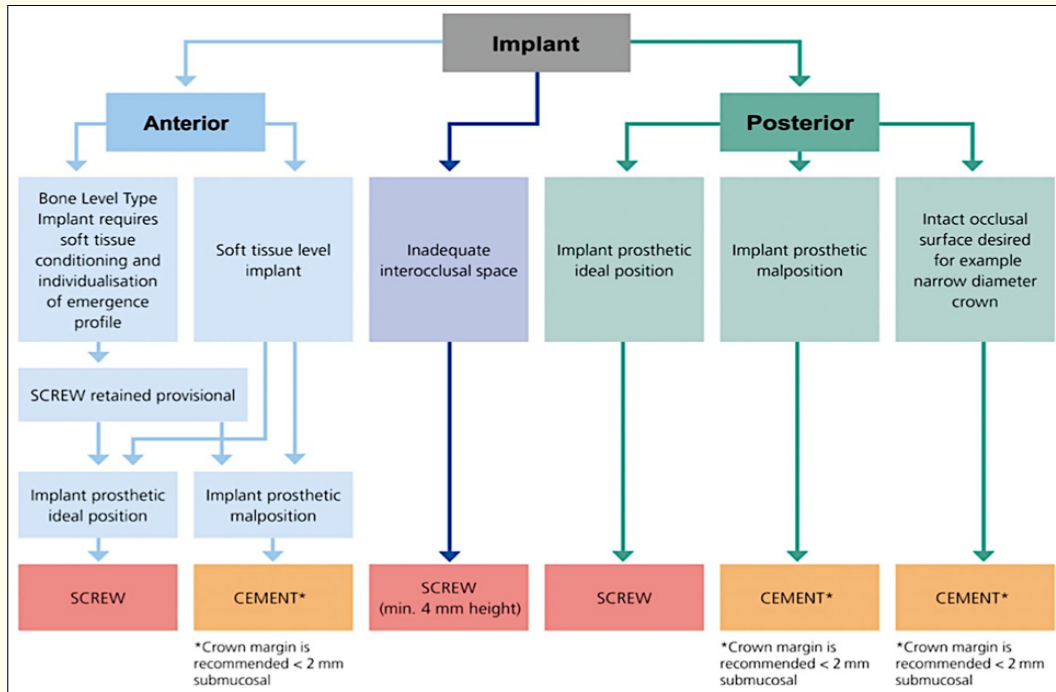 Implant
Anterior
Posterior
Bone Level Type
Implant requires
soft tissue
conditioning and
individualisation
of emergence
profile
Soft tissue level
implant
Inadequate
interocclusal space
Implant prosthetic
ideal position
Implant prosthetic
malposition
Intact occlusal
surface desired
for example
narrow diameter
crown
SCREW retained provisional
Implant prosthetic
ideal position
Implant prosthetic
malposition
SCREW
CEMENT*
SCREW
(min. 4 mm height)
SCREW
CEMENT*
CEMENT*
*Crown margin is
recommended < 2 mm
submucosal
*Crown margin is
recommended < 2 mm
submucosal
*Crown margin is
recommended < 2 mm
submucosal